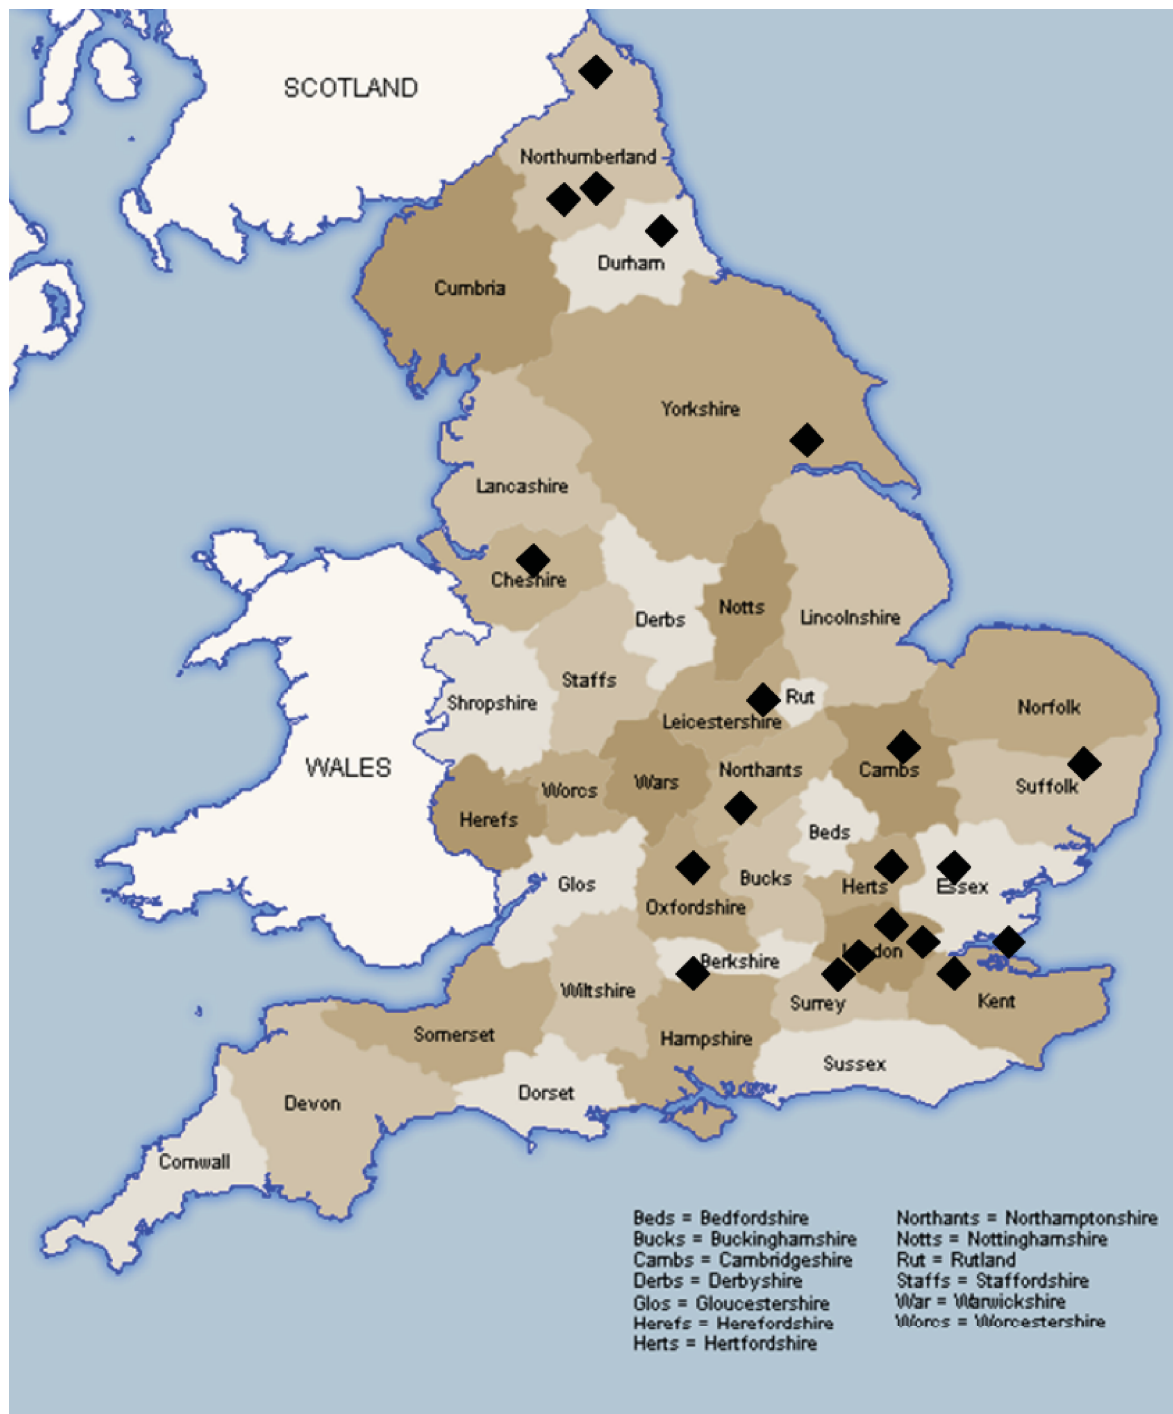 SCOTLAND
Northumberland
Durham
Cumbria
Yorkshire
Lancashire
Cheshire
Derbs
Notts
Lincolnshire
Staffs
Shropshire
Leicestershire
Rut
Norfolk
WALES
Herefs
Worcs
Wars
Northants
Cambs
Suffolk
Beds
Glos
Bucks
Herts
Essex
Oxfordshire
Berkshire
London
Wiltshire
Surrey
Kent
Somerset
Hampshire
Sussex
Dorset
Devon
Cornwall
Beds = Bedfordshire
Bucks = Buckinghamshire
Cambs = Cambridgeshire
Derbs = Derbyshire
Glos = Gloucestershire
Herefs = Herefordshire
Herts = Hertfordshire
Northants = Northamptonshire
Notts = Nottinghamshire
Rut = Rutland
Staffs = Staffordshire
War = Warwickshire
Worcs = Worcestershire